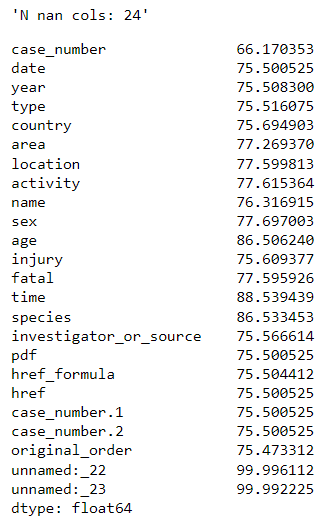 'N nan cols: 24'
case_number 66.170353
date 75.500525
year 75.508300
type 75.516075
country 75.694903
area 77.269370
location 77.599813
activity 77.615364
name 76.316915
sex 77.697003
age 86.506240
injury 75.609377
fatal 77.595926
time 88.539439
species 86.533453
investigator_or_source 75.566614
pdf 75.500525
href_formula 75.504412
href 75.500525
case_number.1 75.500525
case_number.2 75.500525
original_order 75.473312
unnamed:_22 99.996112
unnamed:_23 99.992225
dtype: float64